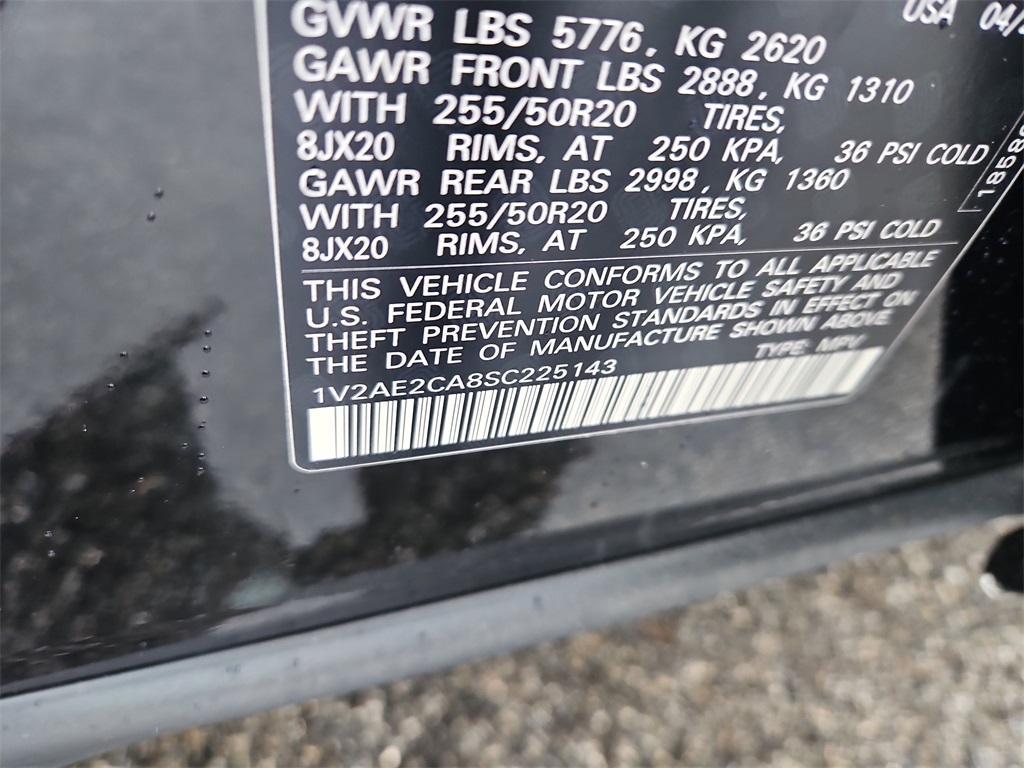 USA 04/
GVWR LBS 5776, KG 2620
GAWR FRONT LBS 2888, KG 1310
WITH 255/50R20 TIRES,
8JX20 RIMS, AT 250 KPA, 36 PSI COLD
GAWR REAR LBS 2998, KG 1360
WITH 255/50R20 TIRES,
8JX20 RIMS, AT 250 KPA, 36 PSI COLD
THIS VEHICLE CONFORMS TO ALL APPLICABLE
U.S. FEDERAL MOTOR VEHICLE SAFETY AND
THEFT PREVENTION STANDARDS IN EFFECT ON
THE DATE OF MANUFACTURE SHOWN ABOVE
1V2AE2CA8SC225143 TYPE: MPV